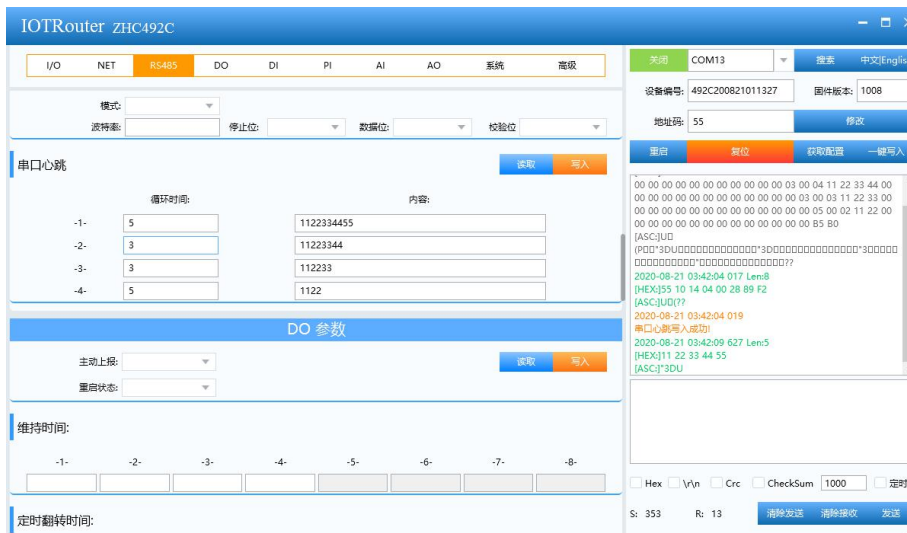 IOTRouter ZHC492C
I/O NET RS485 DO DI PI AI AO 系统 高级
模式:
波特率: 停止位: 数据位: 校验位
串口心跳 读取 写入
循环时间: 内容:
-1- 5 1122334455
-2- 3 11223344
-3- 3 112233
-4- 5 1122
DO 参数
主动上报: 读取 写入
重启状态:
维持时间:
-1- -2- -3- -4- -5- -6- -7- -8-
定时翻转时间:
关闭 COM13 搜索 中文|Englis
设备编号: 492C200821011327 固件版本: 1008
地址码: 55 修改
重启 复位 获取配置 一键写入
00 00 00 00 00 00 00 00 00 00 00 00 03 00 04 11 22 33 44 00
00 00 00 00 00 00 00 00 00 00 00 00 03 00 03 11 22 33 00
00 00 00 00 00 00 00 00 00 00 00 00 00 05 00 02 11 22 00
00 00 00 00 00 00 00 00 00 00 00 00 00 B5 B0
[ASC:]U□
(P□□"3DU□□□□□□□□□□□□□"3D□□□□□□□□□□□□□□"3□□□□□
□□□□□□□□□□"□□□□□□□□□□□□□□??
2020-08-21 03:42:04 017 Len:8
[HEX:]55 10 14 04 00 28 89 F2
[ASC:]U□(??
2020-08-21 03:42:04 019
串口心跳写入成功!
2020-08-21 03:42:09 627 Len:5
[HEX:]11 22 33 44 55
[ASC:]"3DU
Hex \r\n Crc CheckSum 1000 定时
S: 353 R: 13 清除发送 清除接收 发送